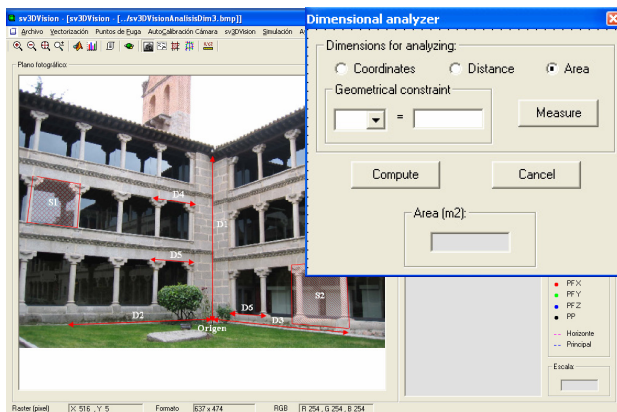 sv3DVision - [sv3DVision - [../sv3DVisionAnalisisDim3.bmp]]
Archivo Vectorización Puntos de Fuga AutoCalibración Cámara sv3DVision Simulación
Plano fotográfico:
S1
D4
D1
D5
S2
D6
D2
D3
Origen
Dimensional analyzer
Dimensions for analyzing:
Coordinates Distance Area
Geometrical constraint
=
Measure
Compute Cancel
Area (m2):
PFX
PFY
PFZ
PP
Horizonte
Principal
Escala:
Raster (pixel) X 516 , Y 5 Formato 637 x 474 RGB R 254 , G 254 , B 254